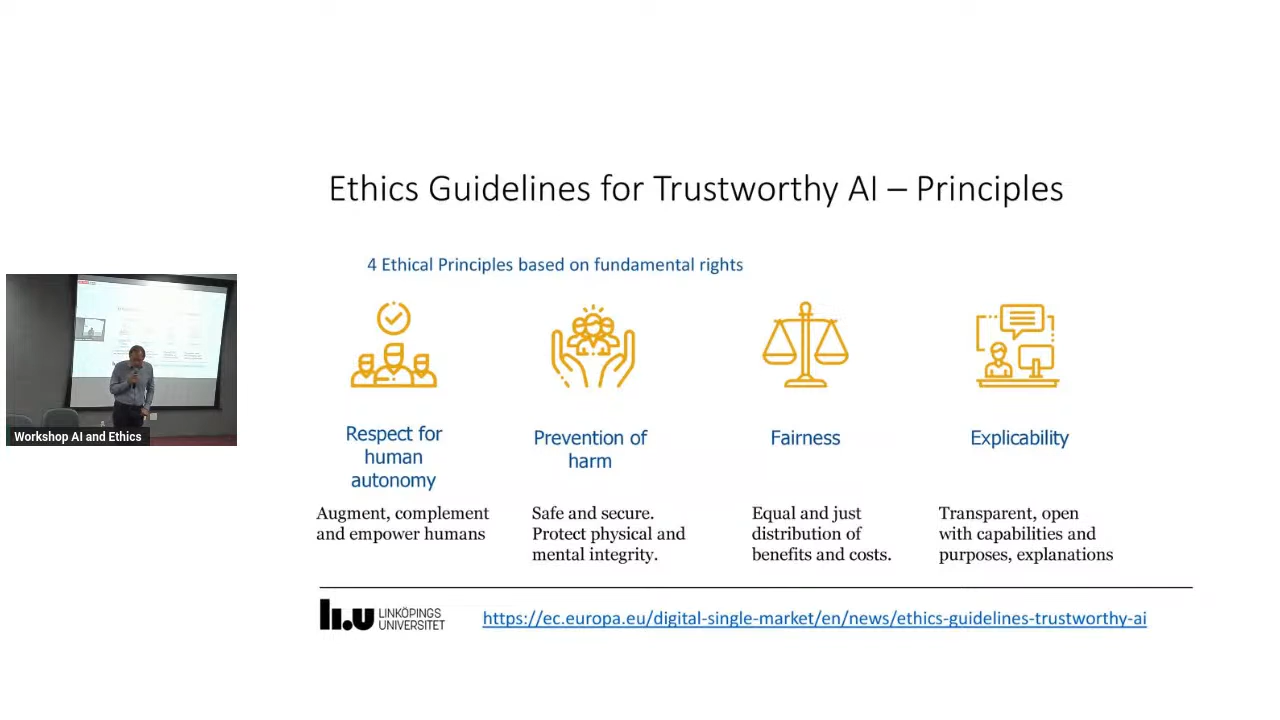 Ethics Guidelines for Trustworthy AI – Principles
4 Ethical Principles based on fundamental rights
Respect for
human
autonomy
Augment, complement
and empower humans
Prevention of
harm
Safe and secure.
Protect physical and
mental integrity.
Fairness
Equal and just
distribution of
benefits and costs.
Explicability
Transparent, open
with capabilities and
purposes, explanations
Workshop AI and Ethics
li.u LINKÖPINGS
UNIVERSITET
https://ec.europa.eu/digital-single-market/en/news/ethics-guidelines-trustworthy-ai